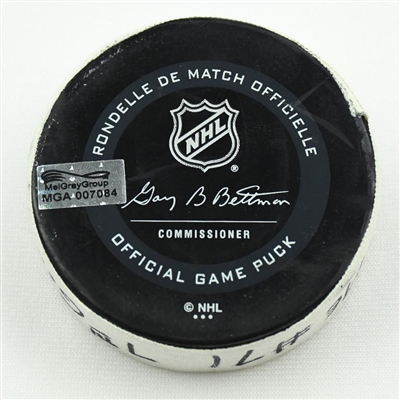 RONDELLE DE MATCH OFFICIELLE
NHL
®
MeiGrayGroup
MGA 007084
Gary B Bettman
COMMISSIONER
OFFICIAL GAME PUCK
© NHL